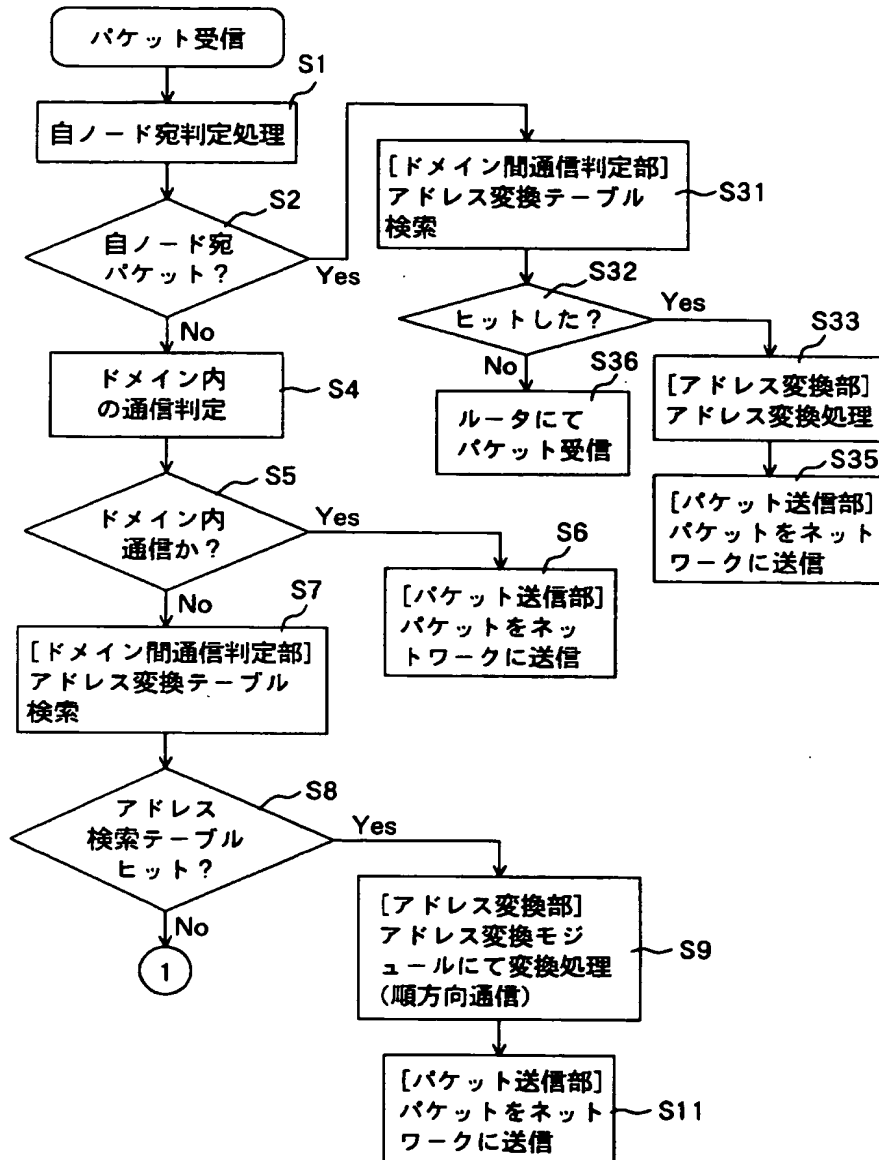 パケット受信
S1
自ノード宛判定処理
S2
自ノード宛
パケット?
Yes
No
[ドメイン間通信判定部]
アドレス変換テーブル
検索
S31
S32
ヒットした?
Yes
No
S33
[アドレス変換部]
アドレス変換処理
S36
ルータにて
パケット受信
S35
[パケット送信部]
パケットをネット
ワークに送信
ドメイン内
の通信判定
S4
S5
ドメイン内
通信か?
Yes
No
S6
[パケット送信部]
パケットをネッ
トワークに送信
S7
[ドメイン間通信判定部]
アドレス変換テーブル
検索
S8
アドレス
検索テーブル
ヒット?
Yes
No
1
[アドレス変換部]
アドレス変換モジ
ュールにて変換処理
(順方向通信)
S9
[パケット送信部]
パケットをネット
ワークに送信
S11